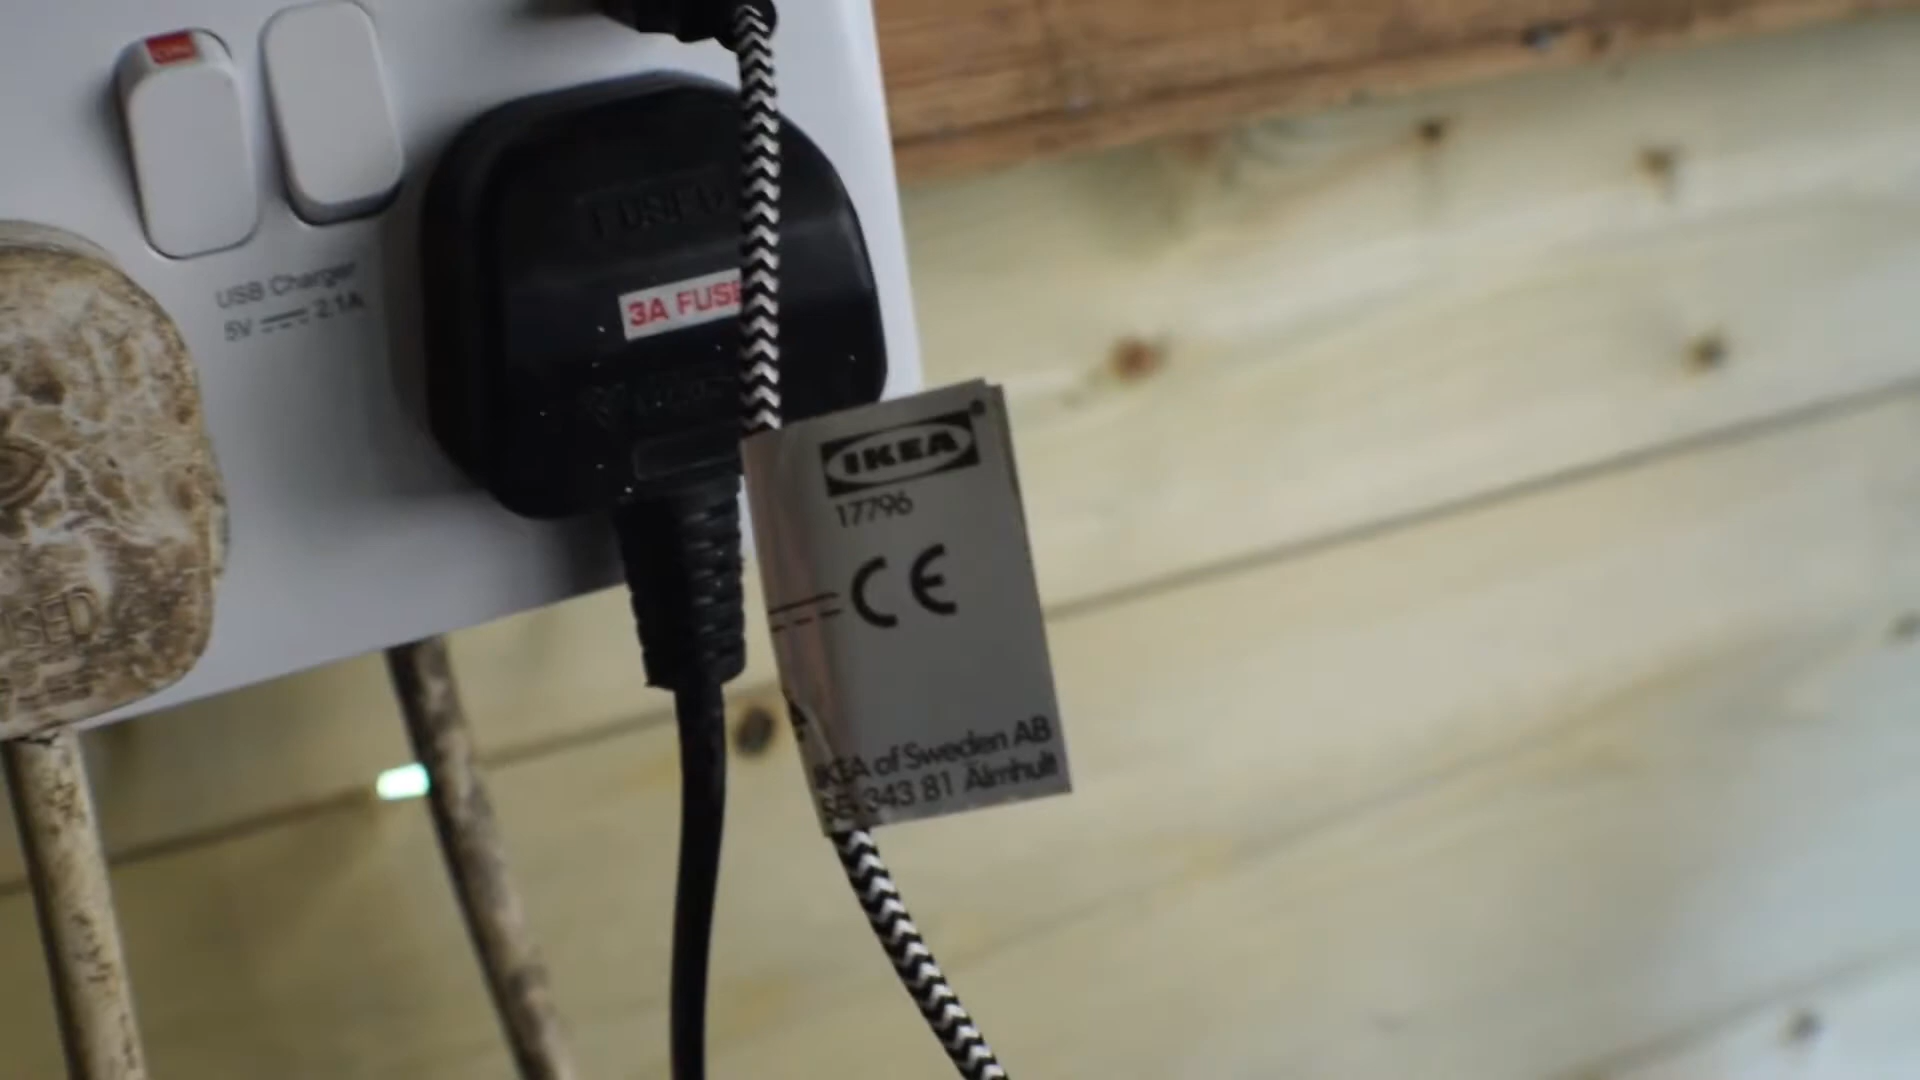 USB Charger
5V 2,1A
FUSED
3A FUSE
IKEA
17796
CE
IKEA of Sweden AB
SE- 343 81 Älmhult
USED